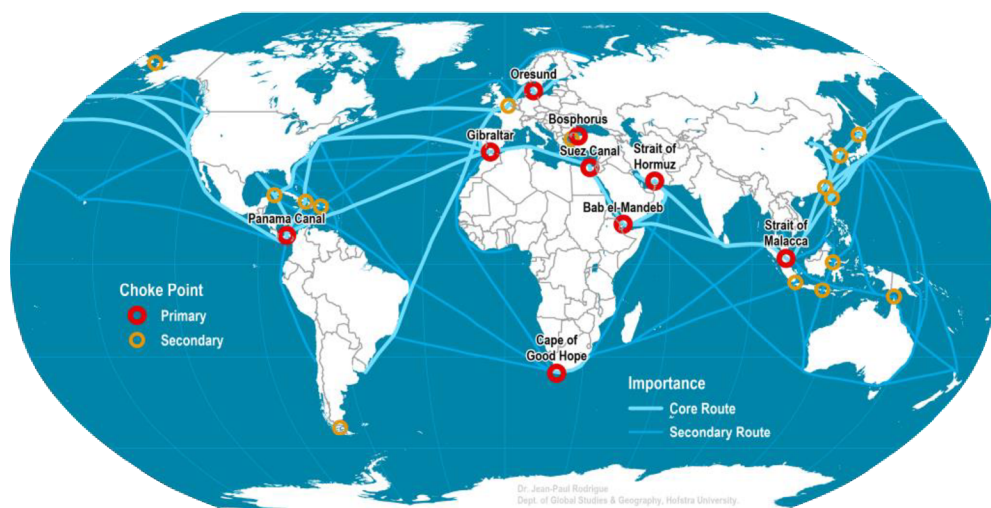 Oresund
Bosphorus
Gibraltar
Suez Canal
Strait of
Hormuz
Bab el-Mandeb
Panama Canal
Strait of
Malacca
Choke Point
Primary
Secondary
Cape of
Good Hope
Importance
Core Route
Secondary Route
Dr. Jean-Paul Rodrigue
Dept. of Global Studies & Geography, Hofstra University.